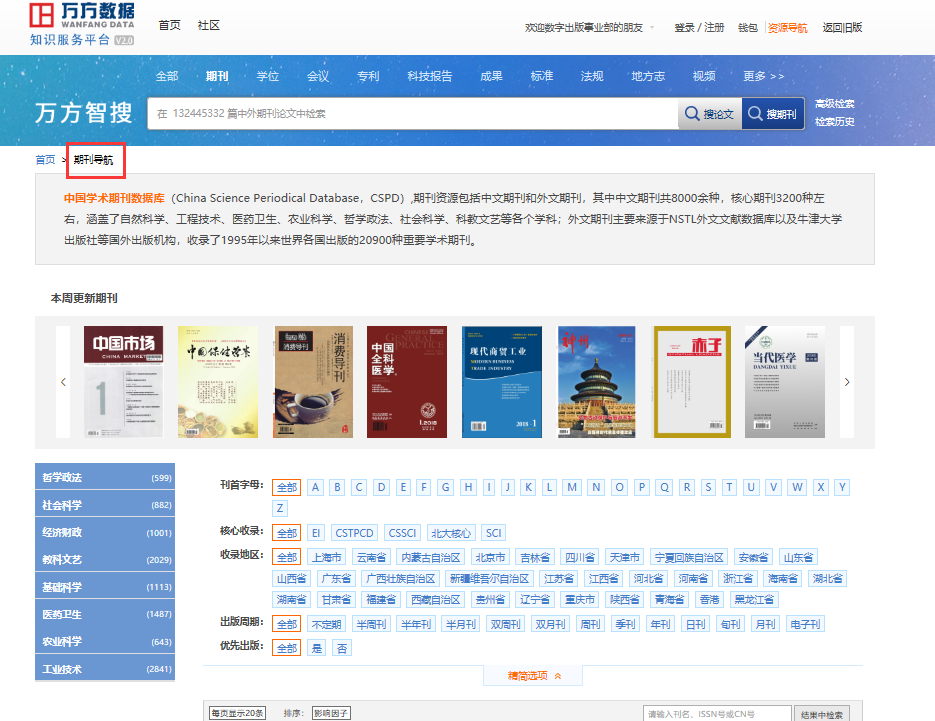 万方数据
WANFANG DATA
知识服务平台 V2.0
首页 社区
欢迎数字出版事业部的朋友 登录 / 注册 钱包 资源导航 返回旧版
全部 期刊 学位 会议 专利 科技报告 成果 标准 法规 地方志 视频 更多 >>
万方智搜
在 132445332 篇中外期刊论文中检索
搜论文 搜期刊
高级检索
检索历史
首页 > 期刊导航
中国学术期刊数据库（China Science Periodical Database，CSPD）,期刊资源包括中文期刊和外文期刊，其中中文期刊共8000余种，核心期刊3200种左
右，涵盖了自然科学、工程技术、医药卫生、农业科学、哲学政法、社会科学、科教文艺等各个学科；外文期刊主要来源于NSTL外文文献数据库以及牛津大学
出版社等国外出版机构，收录了1995年以来世界各国出版的20900种重要学术期刊。
本周更新期刊
中国市场
CHINA MARKET
1
中国保健营养
消费导刊
消费导刊
CHINESE
GENERAL
PRACTICE
中国
全科
医学
1.2018
现代商贸工业
MODERN BUSINESS
TRADE INDUSTRY
2018·1
赤子
当代医学
DANGDAI YIXUE
哲学政法 (599)
社会科学 (882)
经济财政 (1001)
教科文艺 (2029)
基础科学 (1113)
医药卫生 (1487)
农业科学 (643)
工业技术 (2841)
刊首字母： 全部 A B C D E F G H I J K L M N O P Q R S T U V W X Y
Z
核心收录： 全部 EI CSTPCD CSSCI 北大核心 SCI
收录地区： 全部 上海市 云南省 内蒙古自治区 北京市 吉林省 四川省 天津市 宁夏回族自治区 安徽省 山东省
山西省 广东省 广西壮族自治区 新疆维吾尔自治区 江苏省 江西省 河北省 河南省 浙江省 海南省 湖北省
湖南省 甘肃省 福建省 西藏自治区 贵州省 辽宁省 重庆市 陕西省 青海省 香港 黑龙江省
出版周期： 全部 不定期 半周刊 半年刊 半月刊 双周刊 双月刊 周刊 季刊 年刊 日刊 旬刊 月刊 电子刊
优先出版： 全部 是 否
精简选项
每页显示20条 排序： 影响因子 请输入刊名、ISSN号或CN号 结果中检索